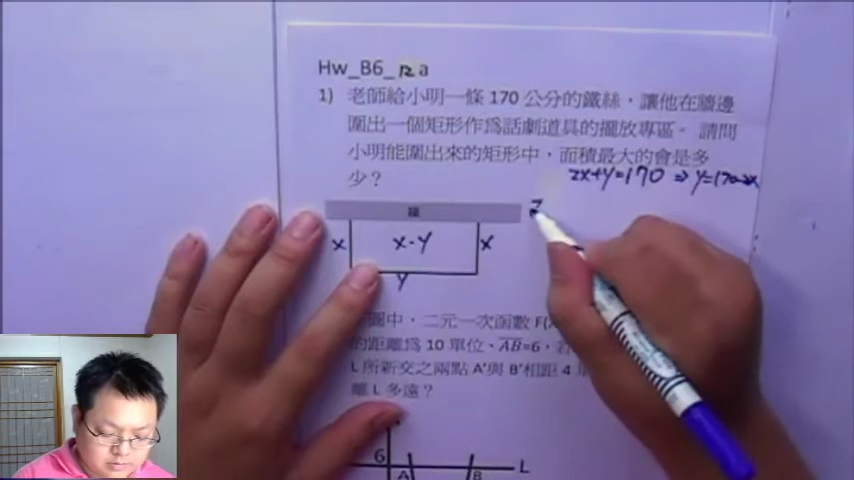 Hw_B6_12a
1) 老師給小明一條 170 公分的鐵絲，讓他在牆邊
圍出一個矩形作為話劇道具的擺放專區。 請問
小明能圍出來的矩形中，面積最大的會是多
少？
2x+y=170 ⇒ y=170-2x
牆
x
x·y
x
y
圖中，二元一次函數 F(
的距離為 10 單位、AB=6，若
L 所新交之兩點 A'與 B'相距 4 單
離 L 多遠？
6
A
B
L